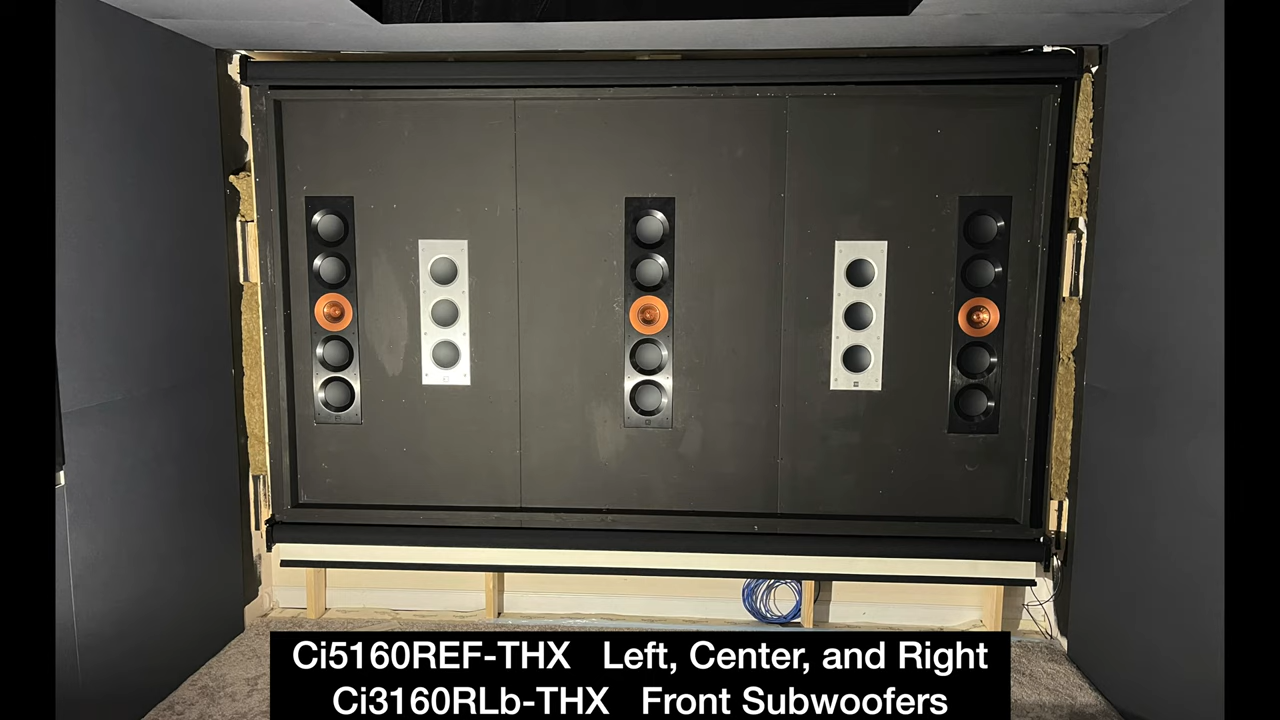 Ci5160REF-THX Left, Center, and Right
Ci3160RLb-THX Front Subwoofers